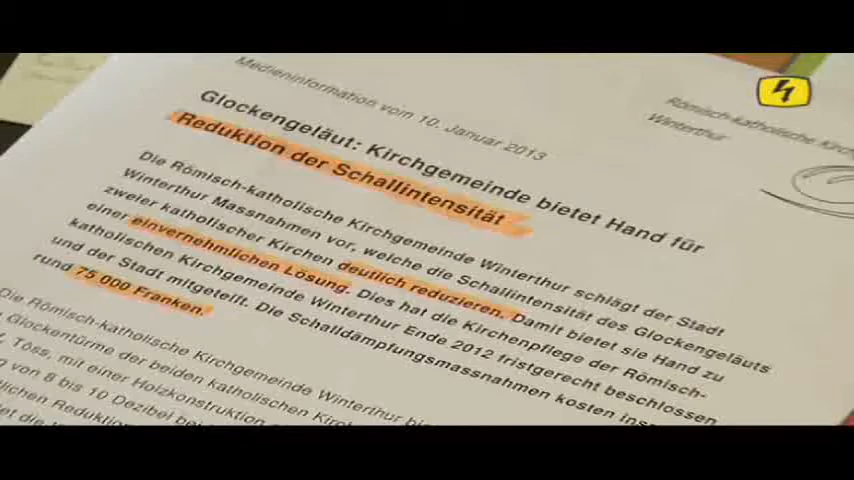 Medieninformation vom 10. Januar 2013
Römisch-katholische
Winterthur
Glockengeläut: Kirchgemeinde bietet Hand für
Reduktion der Schallintensität
Die Römisch-katholische Kirchgemeinde Winterthur schlägt der Stadt
Winterthur Massnahmen vor, welche die Schallintensität des Glockengeläuts
zweier katholischer Kirchen deutlich reduzieren. Damit bietet sie Hand zu
einer einvernehmlichen Lösung. Dies hat die Kirchenpflege der Römisch-
katholischen Kirchgemeinde Winterthur Ende 2012 fristgerecht beschlossen
und der Stadt mitgeteilt. Die Schalldämpfungsmassnahmen kosten
rund 75 000 Franken.
Die Römisch-katholische Kirchgemeinde Winterthur
Glockentürme der beiden katholischen
Töss, mit einer Holzkonstruktion
von 8 bis 10 Dezibel